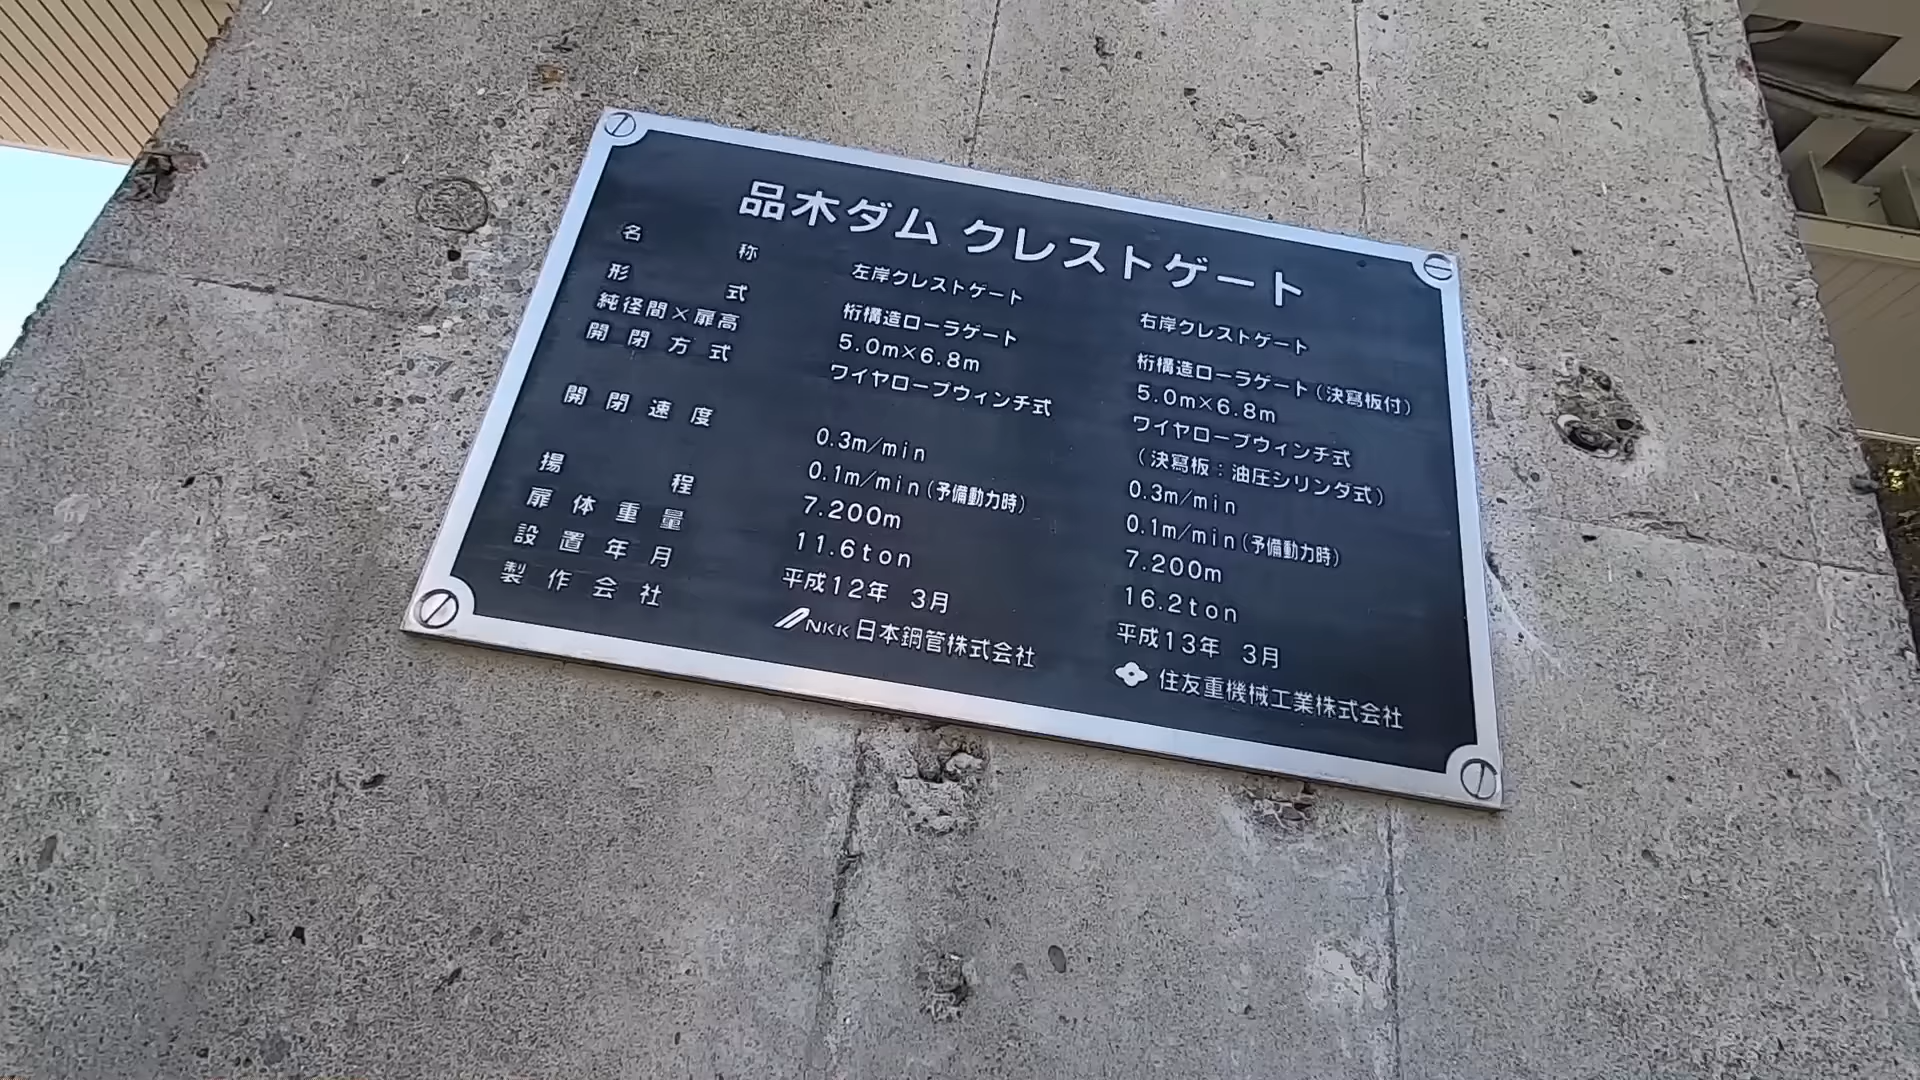 品木ダム クレストゲート
名称 左岸クレストゲート 右岸クレストゲート
形式 桁構造ローラゲート 桁構造ローラゲート(決寫板付)
純径間×扉高 5.0m×6.8m 5.0m×6.8m
開閉方式 ワイヤロープウィンチ式 ワイヤロープウィンチ式
(決寫板:油圧シリンダ式)
開閉速度 0.3m/min 0.3m/min
0.1m/min(予備動力時) 0.1m/min(予備動力時)
揚程 7.200m 7.200m
扉体重量 11.6ton 16.2ton
設置年月 平成12年 3月 平成13年 3月
製作会社 NKK 日本鋼管株式会社 住友重機械工業株式会社